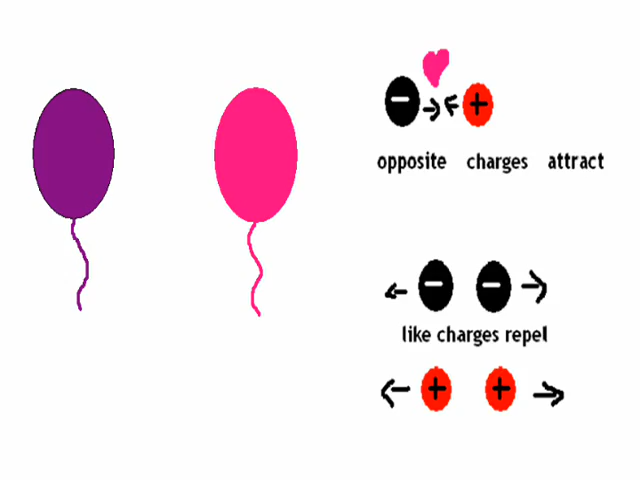 - +
opposite charges attract
- -
like charges repel
+ +